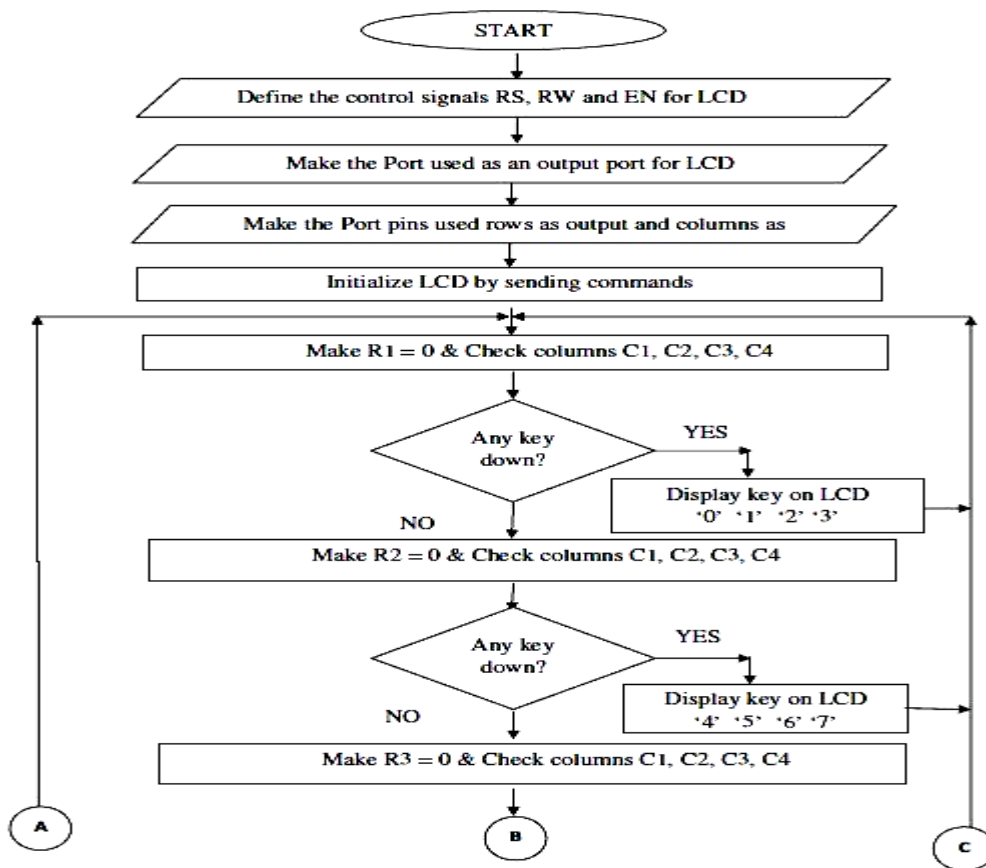 START
Define the control signals RS, RW and EN for LCD
Make the Port used as an output port for LCD
Make the Port pins used rows as output and columns as
Initialize LCD by sending commands
Make R1 = 0 & Check columns C1, C2, C3, C4
Any key
down?
YES
Display key on LCD
‘0’ ‘1’ ‘2’ ‘3’
NO
Make R2 = 0 & Check columns C1, C2, C3, C4
Any key
down?
YES
Display key on LCD
‘4’ ‘5’ ‘6’ ‘7’
NO
Make R3 = 0 & Check columns C1, C2, C3, C4
A
B
C